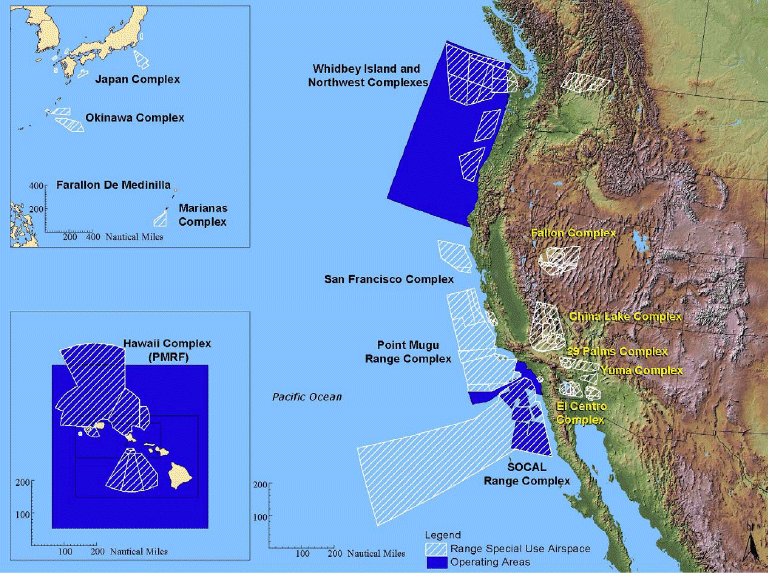 Japan Complex
Okinawa Complex
Farallon De Medinilla
Marianas
Complex
400
200
200 400 Nautical Miles
Whidbey Island and
Northwest Complexes
San Francisco Complex
Point Mugu
Range Complex
Pacific Ocean
SOCAL
Range Complex
Fallon Complex
China Lake Complex
29 Palms Complex
Yuma Complex
El Centro
Complex
Hawaii Complex
(PMRF)
200
100
100 200 Nautical Miles
200
100
100 200 Nautical Miles
Legend
Range Special Use Airspace
Operating Areas